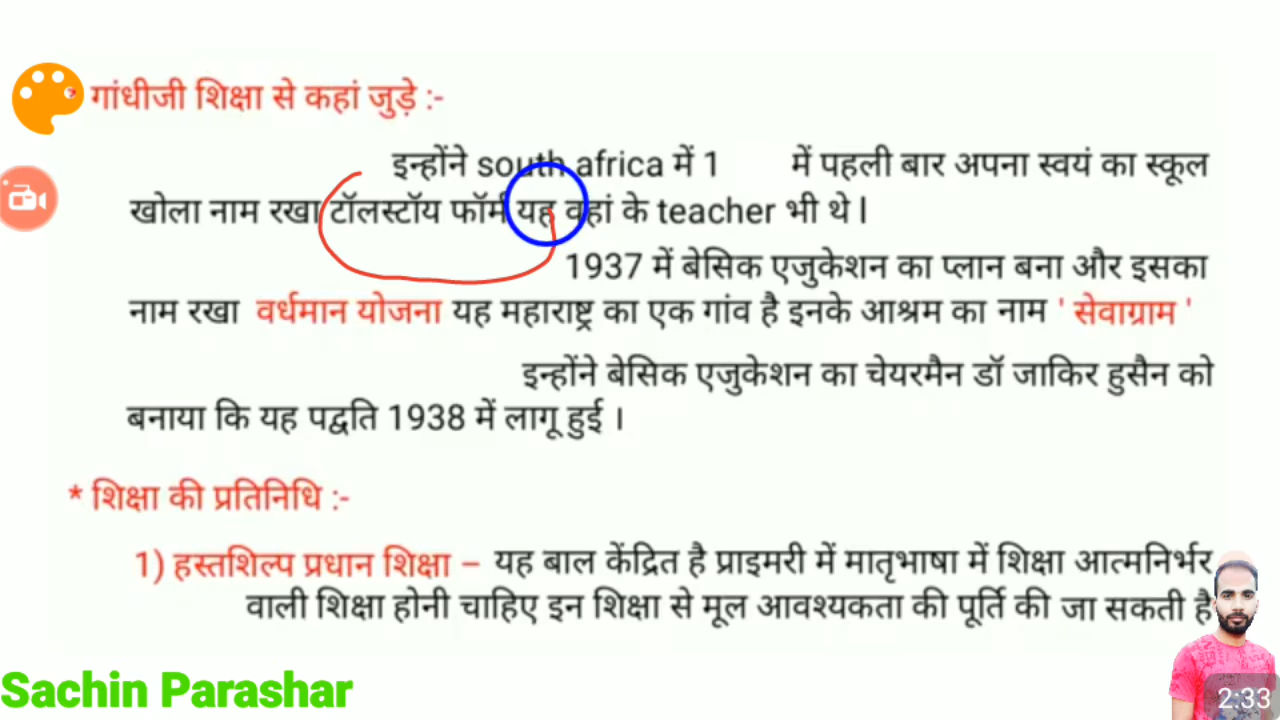 * गांधीजी शिक्षा से कहां जुड़े :-
इन्होंने south africa में 1 में पहली बार अपना स्वयं का स्कूल
खोला नाम रखा टॉलस्टॉय फॉर्म यह वहां के teacher भी थे l
1937 में बेसिक एजुकेशन का प्लान बना और इसका
नाम रखा वर्धमान योजना यह महाराष्ट्र का एक गांव है इनके आश्रम का नाम ' सेवाग्राम '
इन्होंने बेसिक एजुकेशन का चेयरमैन डॉ जाकिर हुसैन को
बनाया कि यह पद्वति 1938 में लागू हुई ।
* शिक्षा की प्रतिनिधि :-
1) हस्तशिल्प प्रधान शिक्षा – यह बाल केंद्रित है प्राइमरी में मातृभाषा में शिक्षा आत्मनिर्भर
वाली शिक्षा होनी चाहिए इन शिक्षा से मूल आवश्यकता की पूर्ति की जा सकती है
Sachin Parashar
2:33